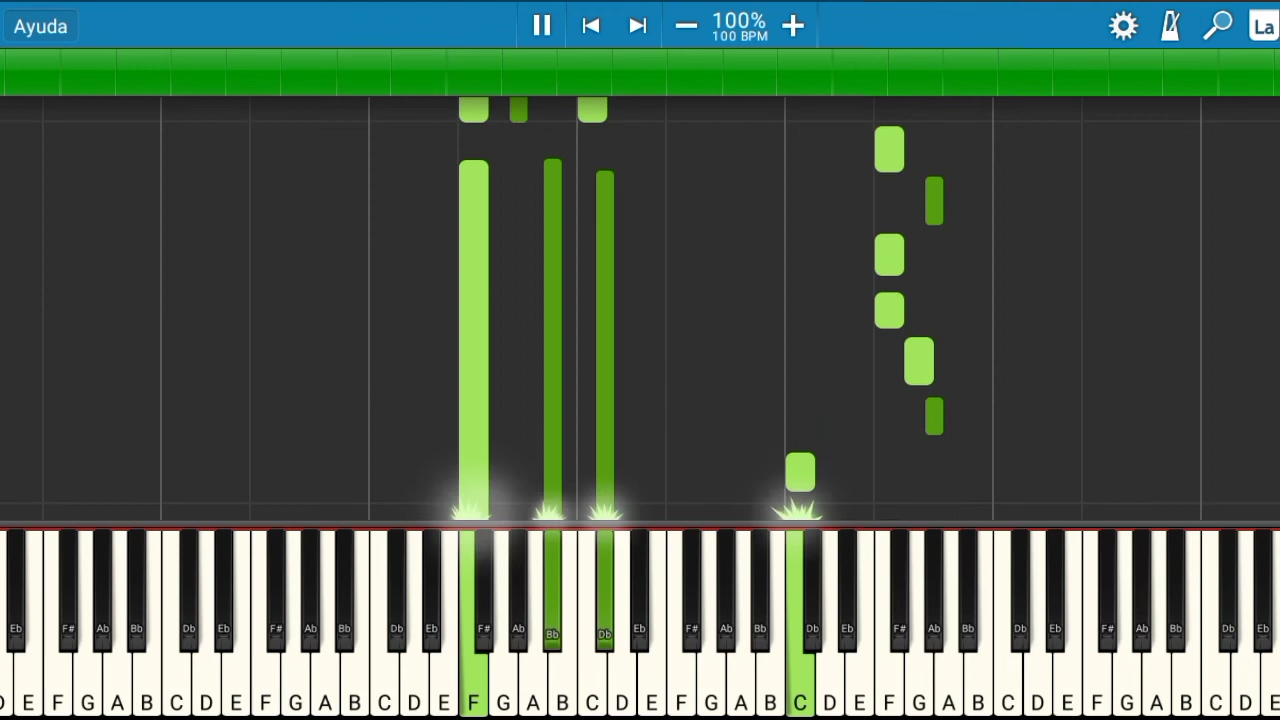 Ayuda
100%
100 BPM
La
Eb F# Ab Bb Db Eb F# Ab Bb Db Eb F# Ab Bb Db Eb F# Ab Bb Db Eb F# Ab Bb Db Eb F# Ab Bb Db Eb
D E F G A B C D E F G A B C D E F G A B C D E F G A B C D E F G A B C D E F G A B C D E